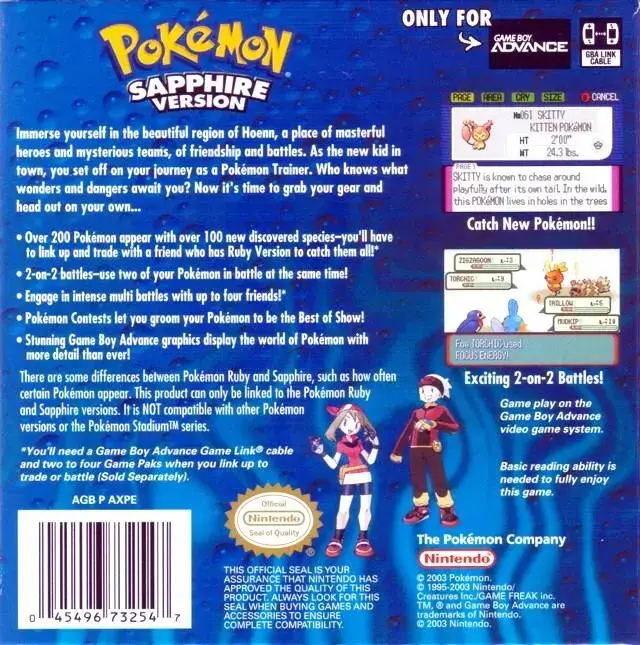 POKéMON
SAPPHIRE
VERSION
ONLY FOR
GAME BOY
ADVANCE
GBA LINK
CABLE
Immerse yourself in the beautiful region of Hoenn, a place of masterful
heroes and mysterious teams, of friendship and battles. As the new kid in
town, you set off on your journey as a Pokémon Trainer. Who knows what
wonders and dangers await you? Now it's time to grab your gear and
head out on your own...
• Over 200 Pokémon appear with over 100 new discovered species–you'll have
to link up and trade with a friend who has Ruby Version to catch them all!*
• 2-on-2 battles–use two of your Pokémon in battle at the same time!
• Engage in intense multi battles with up to four friends!*
• Pokémon Contests let you groom your Pokémon to be the Best of Show!
• Stunning Game Boy Advance graphics display the world of Pokémon with
more detail than ever!
There are some differences between Pokémon Ruby and Sapphire, such as how often
certain Pokémon appear. This product can only be linked to the Pokémon Ruby
and Sapphire versions. It is NOT compatible with other Pokémon
versions or the Pokémon Stadium™ series.
*You'll need a Game Boy Advance Game Link® cable
and two to four Game Paks when you link up to
trade or battle (Sold Separately).
AGB P AXPE
0 45496 73254 7
PAGE AREA CRY SIZE CANCEL
No061 SKITTY
KITTEN POKéMON
HT 2'00"
WT 24.3 lbs.
PAGE 1
SKITTY is known to chase around
playfully after its own tail. In the wild,
this POKéMON lives in holes in the trees
Catch New Pokémon!!
ZIGZAGOON Lv3
TORCHIC Lv9
TAILLOW Lv5
MUDKIP Lv10
Foe TORCHIC used
FOCUS ENERGY!
Exciting 2-on-2 Battles!
Game play on the
Game Boy Advance
video game system.
Basic reading ability is
needed to fully enjoy
this game.
Official
Nintendo
Seal of Quality
®
THIS OFFICIAL SEAL IS YOUR
ASSURANCE THAT NINTENDO HAS
APPROVED THE QUALITY OF THIS
PRODUCT. ALWAYS LOOK FOR THIS
SEAL WHEN BUYING GAMES AND
ACCESSORIES TO ENSURE
COMPLETE COMPATIBILITY.
The Pokémon Company
Nintendo
© 2003 Pokémon.
© 1995-2003 Nintendo/
Creatures Inc./GAME FREAK inc.
TM, ® and Game Boy Advance are
trademarks of Nintendo.
© 2003 Nintendo.